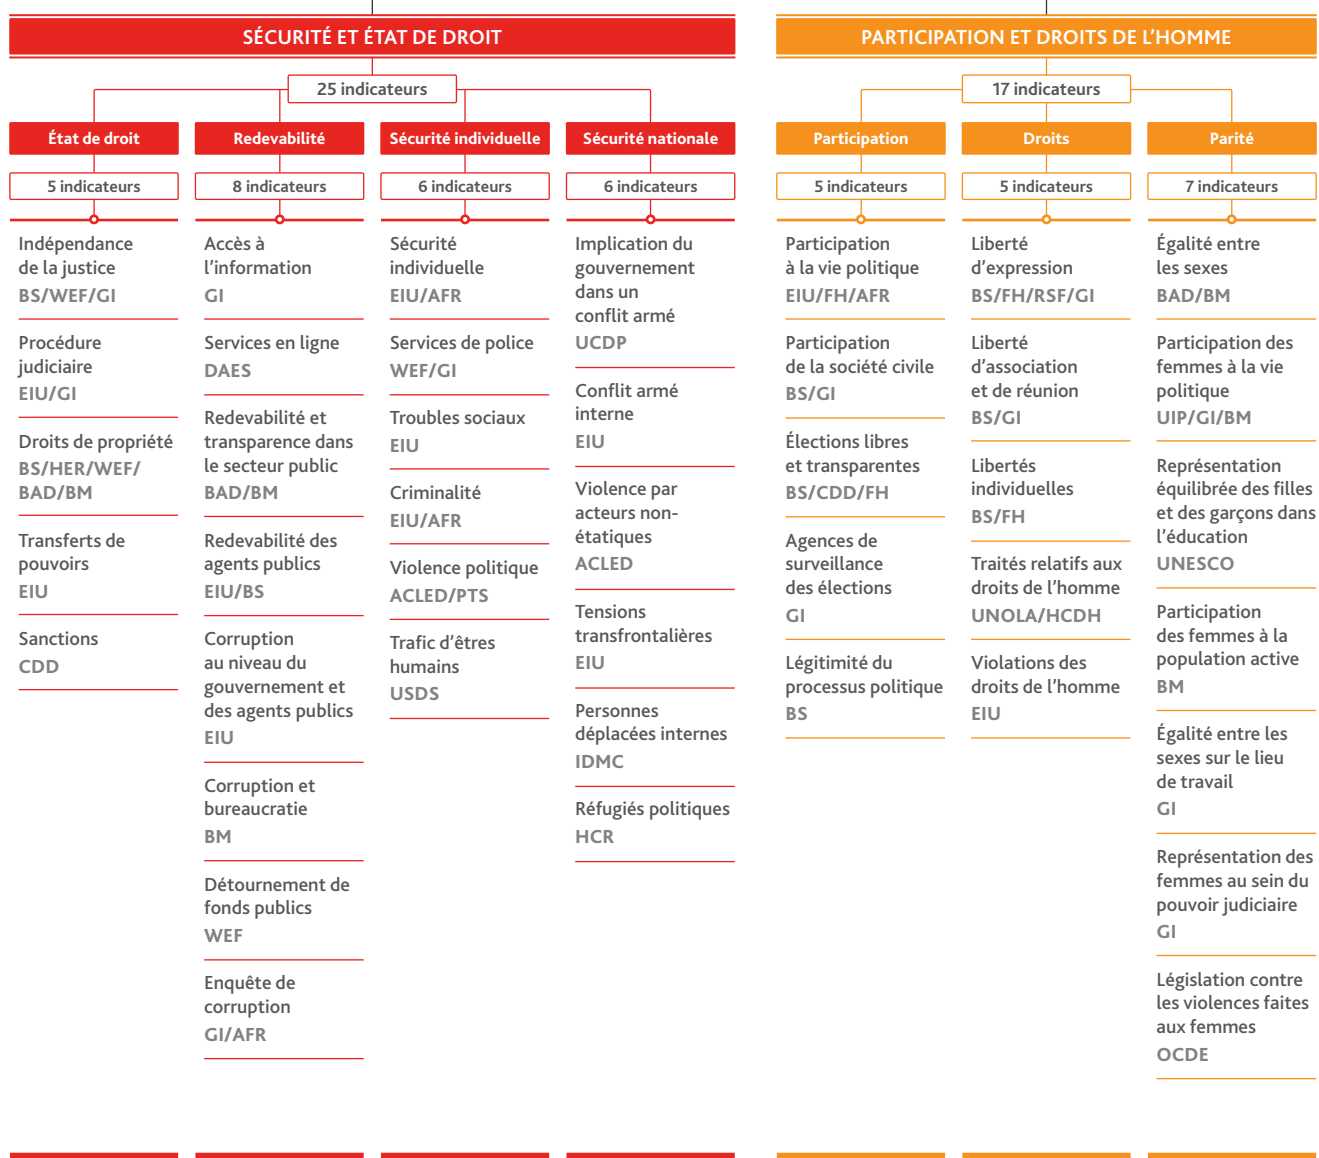 SÉCURITÉ ET ÉTAT DE DROIT
25 indicateurs
État de droit
5 indicateurs
Indépendance
de la justice
BS/WEF/GI
Procédure
judiciaire
EIU/GI
Droits de propriété
BS/HER/WEF/
BAD/BM
Transferts de
pouvoirs
EIU
Sanctions
CDD
Redevabilité
8 indicateurs
Accès à
l’information
GI
Services en ligne
DAES
Redevabilité et
transparence dans
le secteur public
BAD/BM
Redevabilité des
agents publics
EIU/BS
Corruption
au niveau du
gouvernement et
des agents publics
EIU
Corruption et
bureaucratie
BM
Détournement de
fonds publics
WEF
Enquête de
corruption
GI/AFR
Sécurité individuelle
6 indicateurs
Sécurité
individuelle
EIU/AFR
Services de police
WEF/GI
Troubles sociaux
EIU
Criminalité
EIU/AFR
Violence politique
ACLED/PTS
Trafic d’êtres
humains
USDS
Sécurité nationale
6 indicateurs
Implication du
gouvernement
dans un
conflit armé
UCDP
Conflit armé
interne
EIU
Violence par
acteurs non-
étatiques
ACLED
Tensions
transfrontalières
EIU
Personnes
déplacées internes
IDMC
Réfugiés politiques
HCR
PARTICIPATION ET DROITS DE L’HOMME
17 indicateurs
Participation
5 indicateurs
Participation
à la vie politique
EIU/FH/AFR
Participation
de la société civile
BS/GI
Élections libres
et transparentes
BS/CDD/FH
Agences de
surveillance
des élections
GI
Légitimité du
processus politique
BS
Droits
5 indicateurs
Liberté
d’expression
BS/FH/RSF/GI
Liberté
d’association
et de réunion
BS/GI
Libertés
individuelles
BS/FH
Traités relatifs aux
droits de l’homme
UNOLA/HCDH
Violations des
droits de l’homme
EIU
Parité
7 indicateurs
Égalité entre
les sexes
BAD/BM
Participation des
femmes à la vie
politique
UIP/GI/BM
Représentation
équilibrée des filles
et des garçons dans
l’éducation
UNESCO
Participation
des femmes à la
population active
BM
Égalité entre les
sexes sur le lieu
de travail
GI
Représentation des
femmes au sein du
pouvoir judiciaire
GI
Législation contre
les violences faites
aux femmes
OCDE